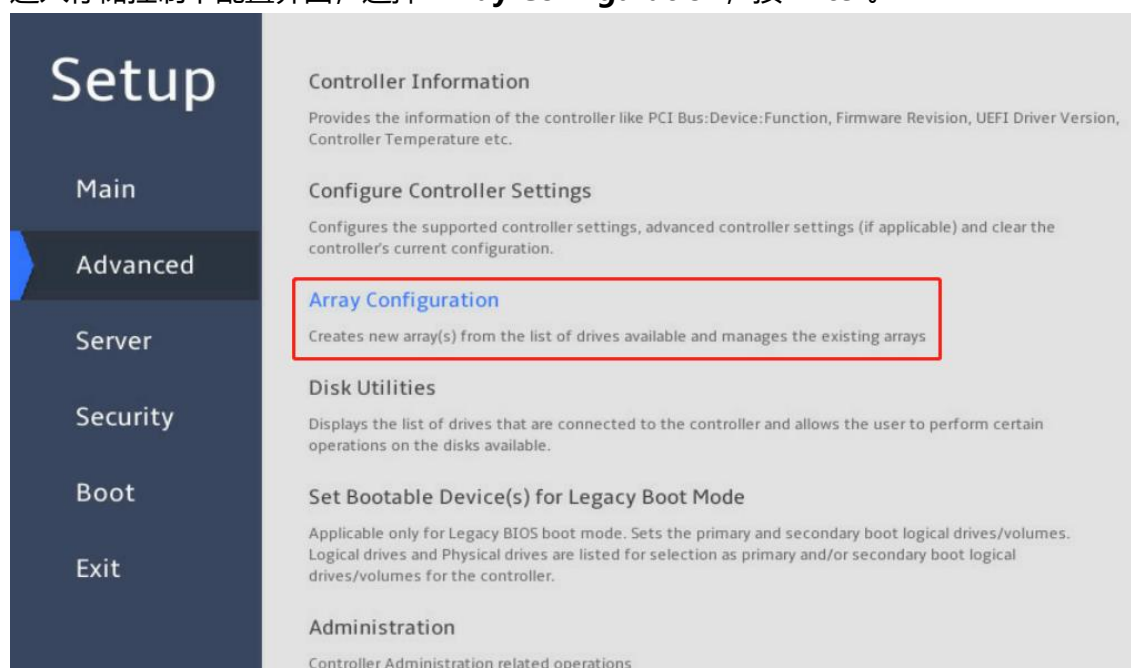 Setup
Main
Advanced
Server
Security
Boot
Exit
Controller Information
Provides the information of the controller like PCI Bus:Device:Function, Firmware Revision, UEFI Driver Version,
Controller Temperature etc.
Configure Controller Settings
Configures the supported controller settings, advanced controller settings (if applicable) and clear the
controller's current configuration.
Array Configuration
Creates new array(s) from the list of drives available and manages the existing arrays
Disk Utilities
Displays the list of drives that are connected to the controller and allows the user to perform certain
operations on the disks available.
Set Bootable Device(s) for Legacy Boot Mode
Applicable only for Legacy BIOS boot mode. Sets the primary and secondary boot logical drives/volumes.
Logical drives and Physical drives are listed for selection as primary and/or secondary boot logical
drives/volumes for the controller.
Administration
Controller Administration related operations